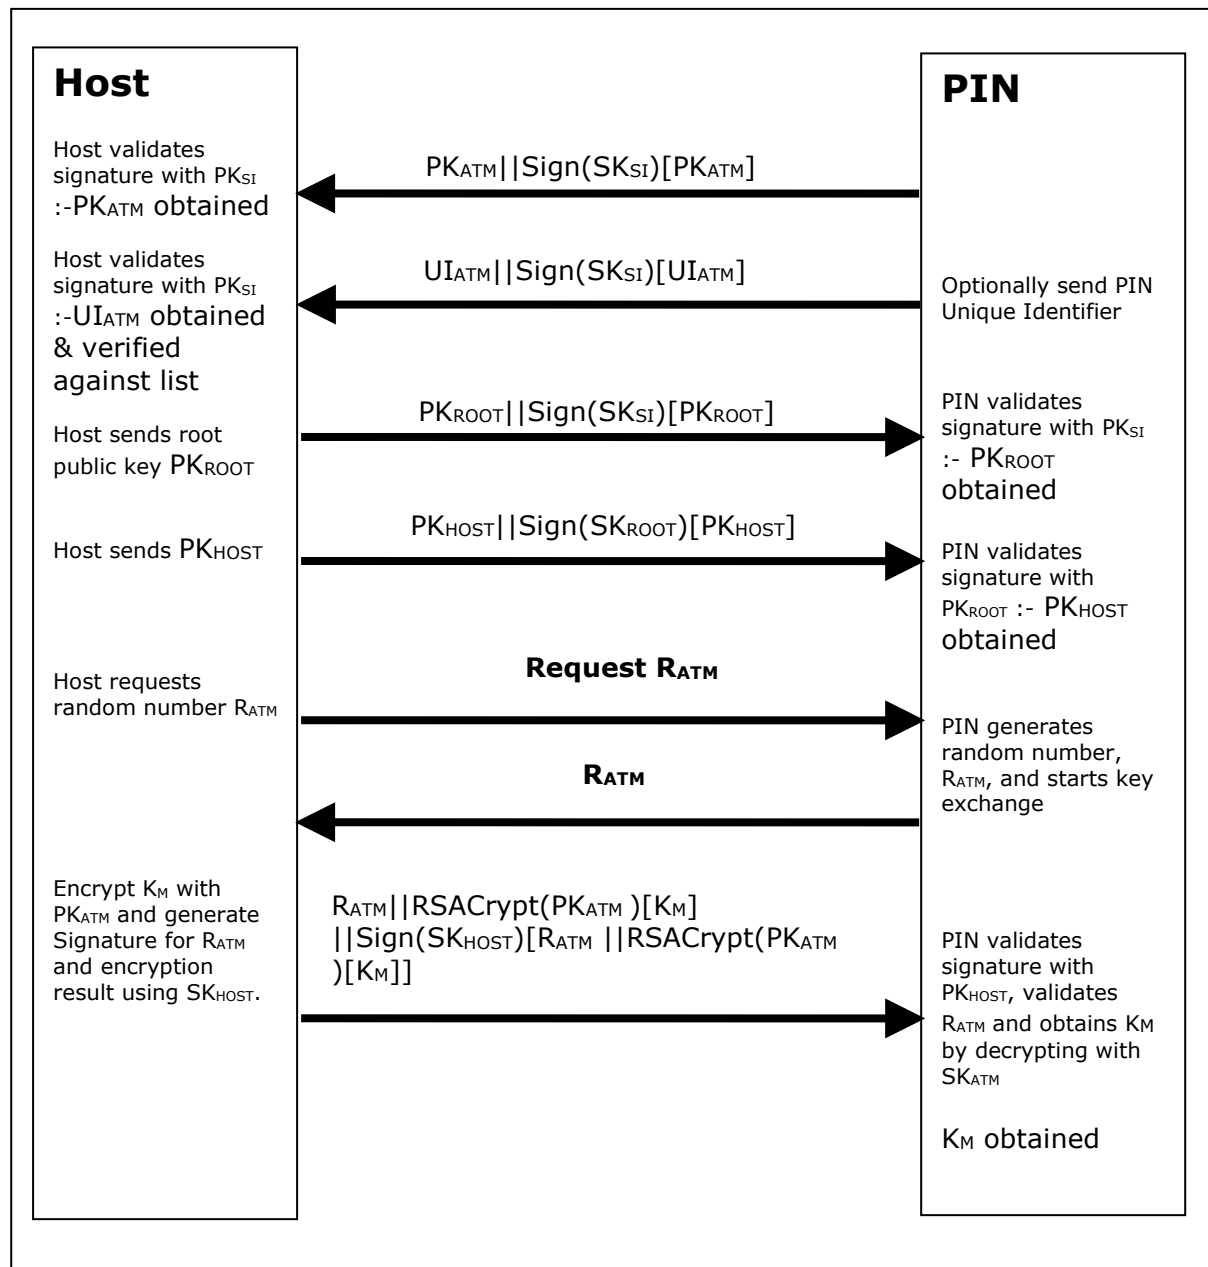 Host
Host validates
signature with PKSI
:-PKATM obtained
Host validates
signature with PKSI
:-UIATM obtained
& verified
against list
Host sends root
public key PKROOT
Host sends PKHOST
Host requests
random number RATM
Encrypt KM with
PKATM and generate
Signature for RATM
and encryption
result using SKHOST.
PKATM||Sign(SKSI)[PKATM]
UIATM||Sign(SKSI)[UIATM]
PKROOT||Sign(SKSI)[PKROOT]
PKHOST||Sign(SKROOT)[PKHOST]
Request RATM
RATM
RATM||RSACrypt(PKATM )[KM]
||Sign(SKHOST)[RATM ||RSACrypt(PKATM
)[KM]]
PIN
Optionally send PIN
Unique Identifier
PIN validates
signature with PKSI
:- PKROOT
obtained
PIN validates
signature with
PKROOT :- PKHOST
obtained
PIN generates
random number,
RATM, and starts key
exchange
PIN validates
signature with
PKHOST, validates
RATM and obtains KM
by decrypting with
SKATM
KM obtained